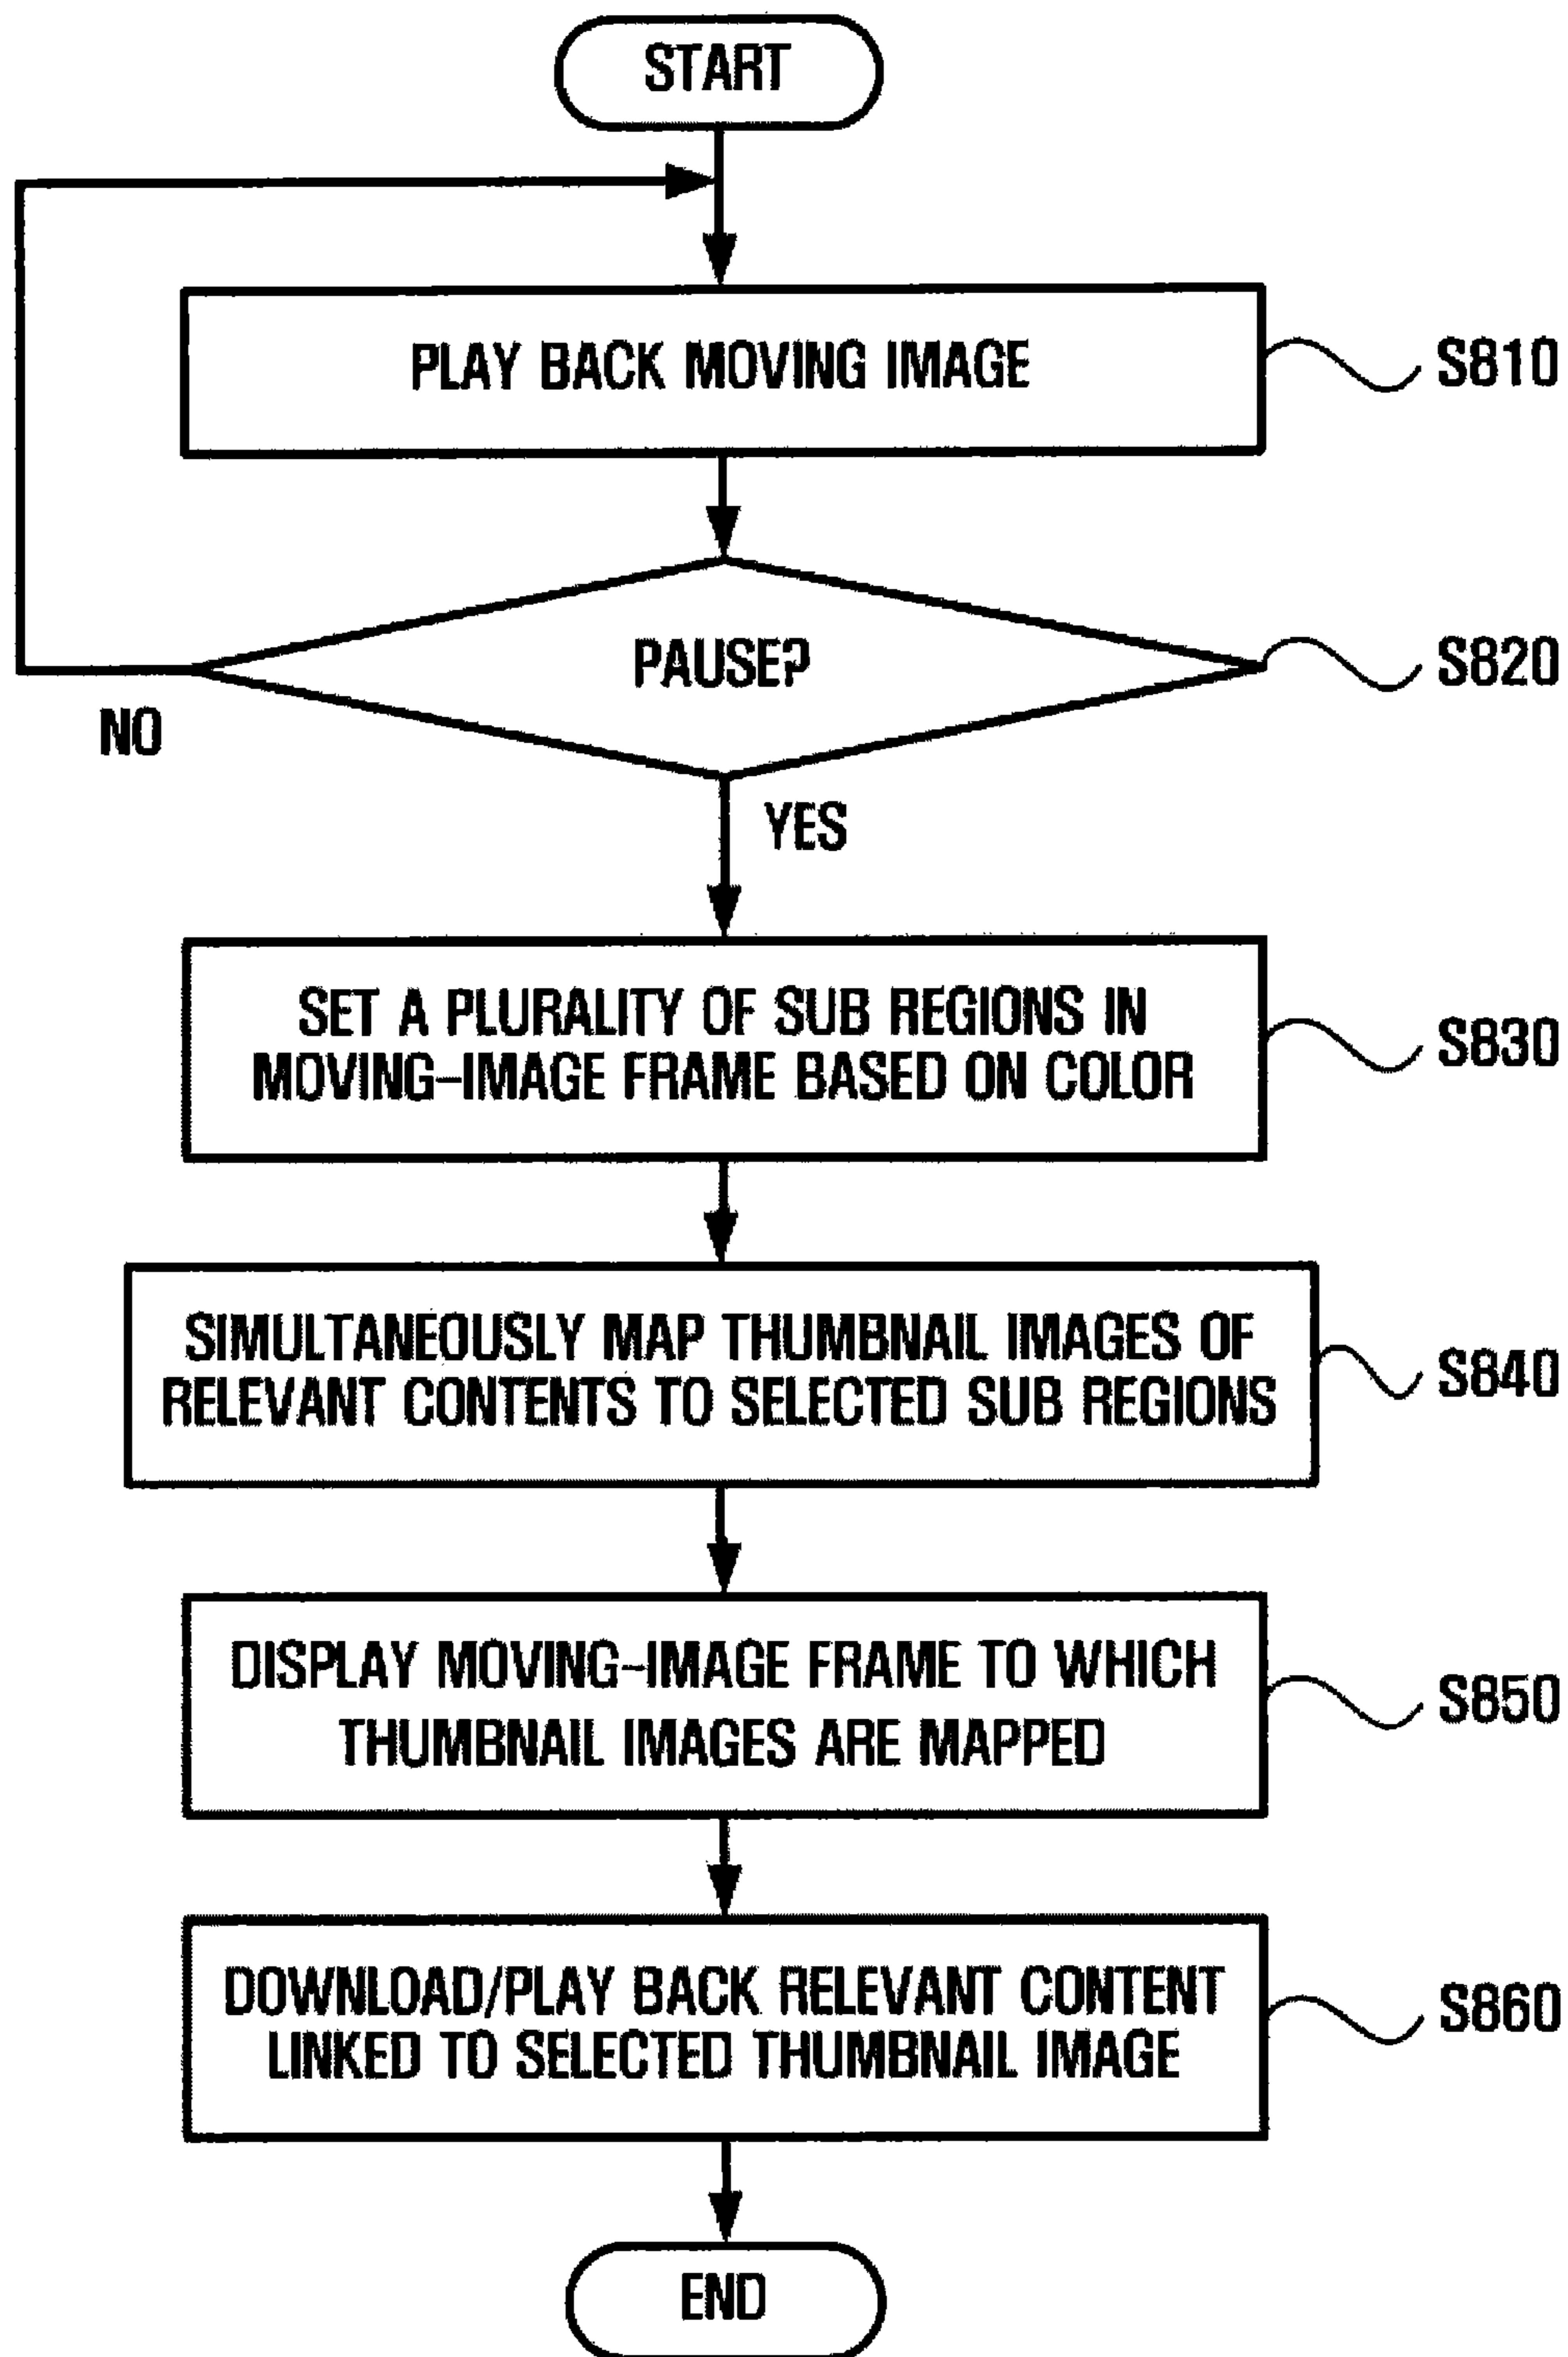 START
PLAY BACK MOVING IMAGE
S810
PAUSE?
S820
NO
YES
SET A PLURALITY OF SUB REGIONS IN
MOVING-IMAGE FRAME BASED ON COLOR
S830
SIMULTANEOUSLY MAP THUMBNAIL IMAGES OF
RELEVANT CONTENTS TO SELECTED SUB REGIONS
S840
DISPLAY MOVING-IMAGE FRAME TO WHICH
THUMBNAIL IMAGES ARE MAPPED
S850
DOWNLOAD/PLAY BACK RELEVANT CONTENT
LINKED TO SELECTED THUMBNAIL IMAGE
S860
END